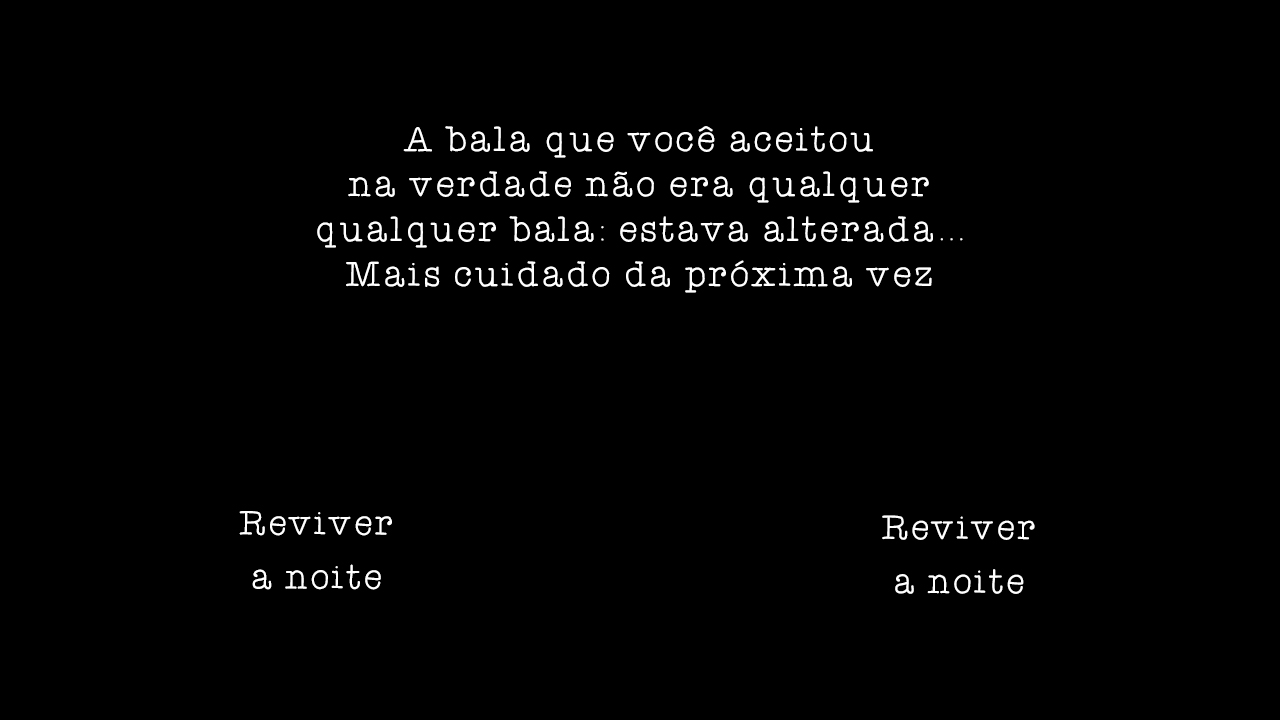 A bala que você aceitou
na verdade não era qualquer
qualquer bala: estava alterada...
Mais cuidado da próxima vez
Reviver
a noite
Reviver
a noite